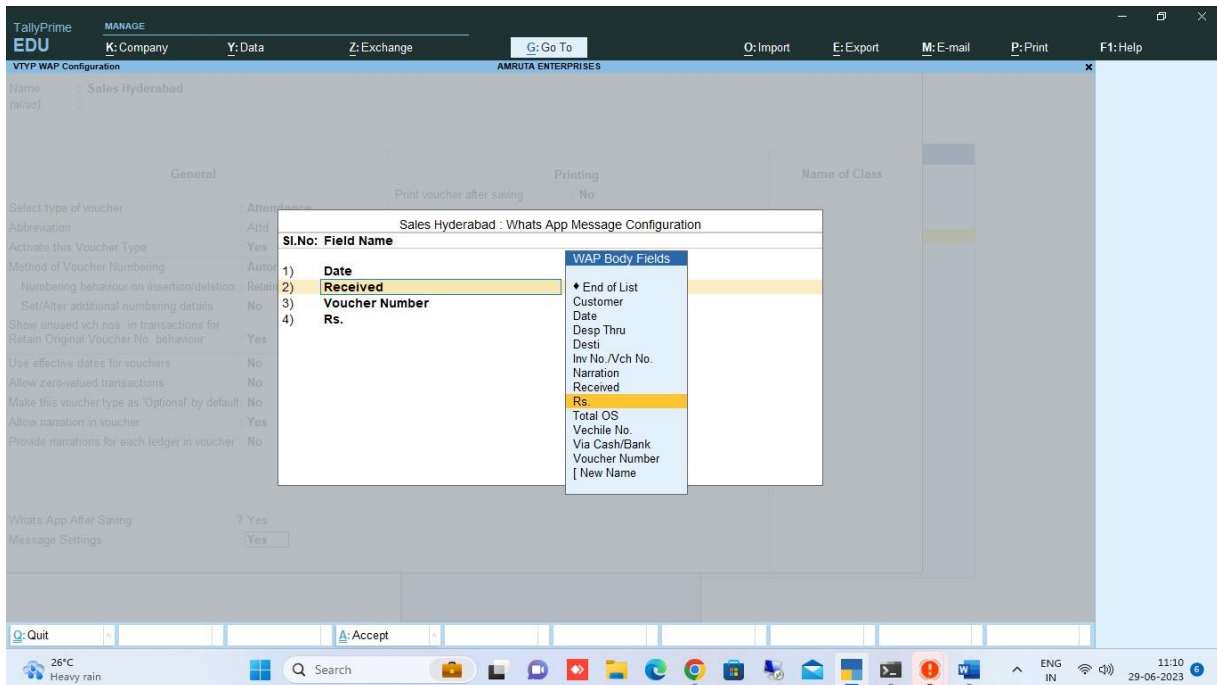 TallyPrime
EDU
MANAGE
K: Company
Y: Data
Z: Exchange
G: Go To
O: Import
E: Export
M: E-mail
P: Print
F1: Help
VTYP WAP Configuration
AMRUTA ENTERPRISES
Name : Sales Hyderabad
(alias) :
General
Printing
Name of Class
Print voucher after saving : No
Select type of voucher : Attendance
Abbreviation : Attd
Activate this Voucher Type : Yes
Method of Voucher Numbering : Autor
Numbering behaviour on insertion/deletion : Retain
Set/Alter additional numbering details : No
Show unused vch nos. in transactions for
Retain Original Voucher No. behaviour : Yes
Use effective dates for vouchers : No
Allow zero-valued transactions : No
Make this voucher type as 'Optional' by default : No
Allow narration in voucher : Yes
Provide narrations for each ledger in voucher : No
Whats App After Saving ? Yes
Message Settings : Yes
Sales Hyderabad : Whats App Message Configuration
Sl.No: Field Name
1) Date
2) Received
3) Voucher Number
4) Rs.
WAP Body Fields
♦ End of List
Customer
Date
Desp Thru
Desti
Inv No./Vch No.
Narration
Received
Rs.
Total OS
Vechile No.
Via Cash/Bank
Voucher Number
[ New Name
Q: Quit
A: Accept
26°C
Heavy rain
Search
ENG
IN
11:10
29-06-2023
6